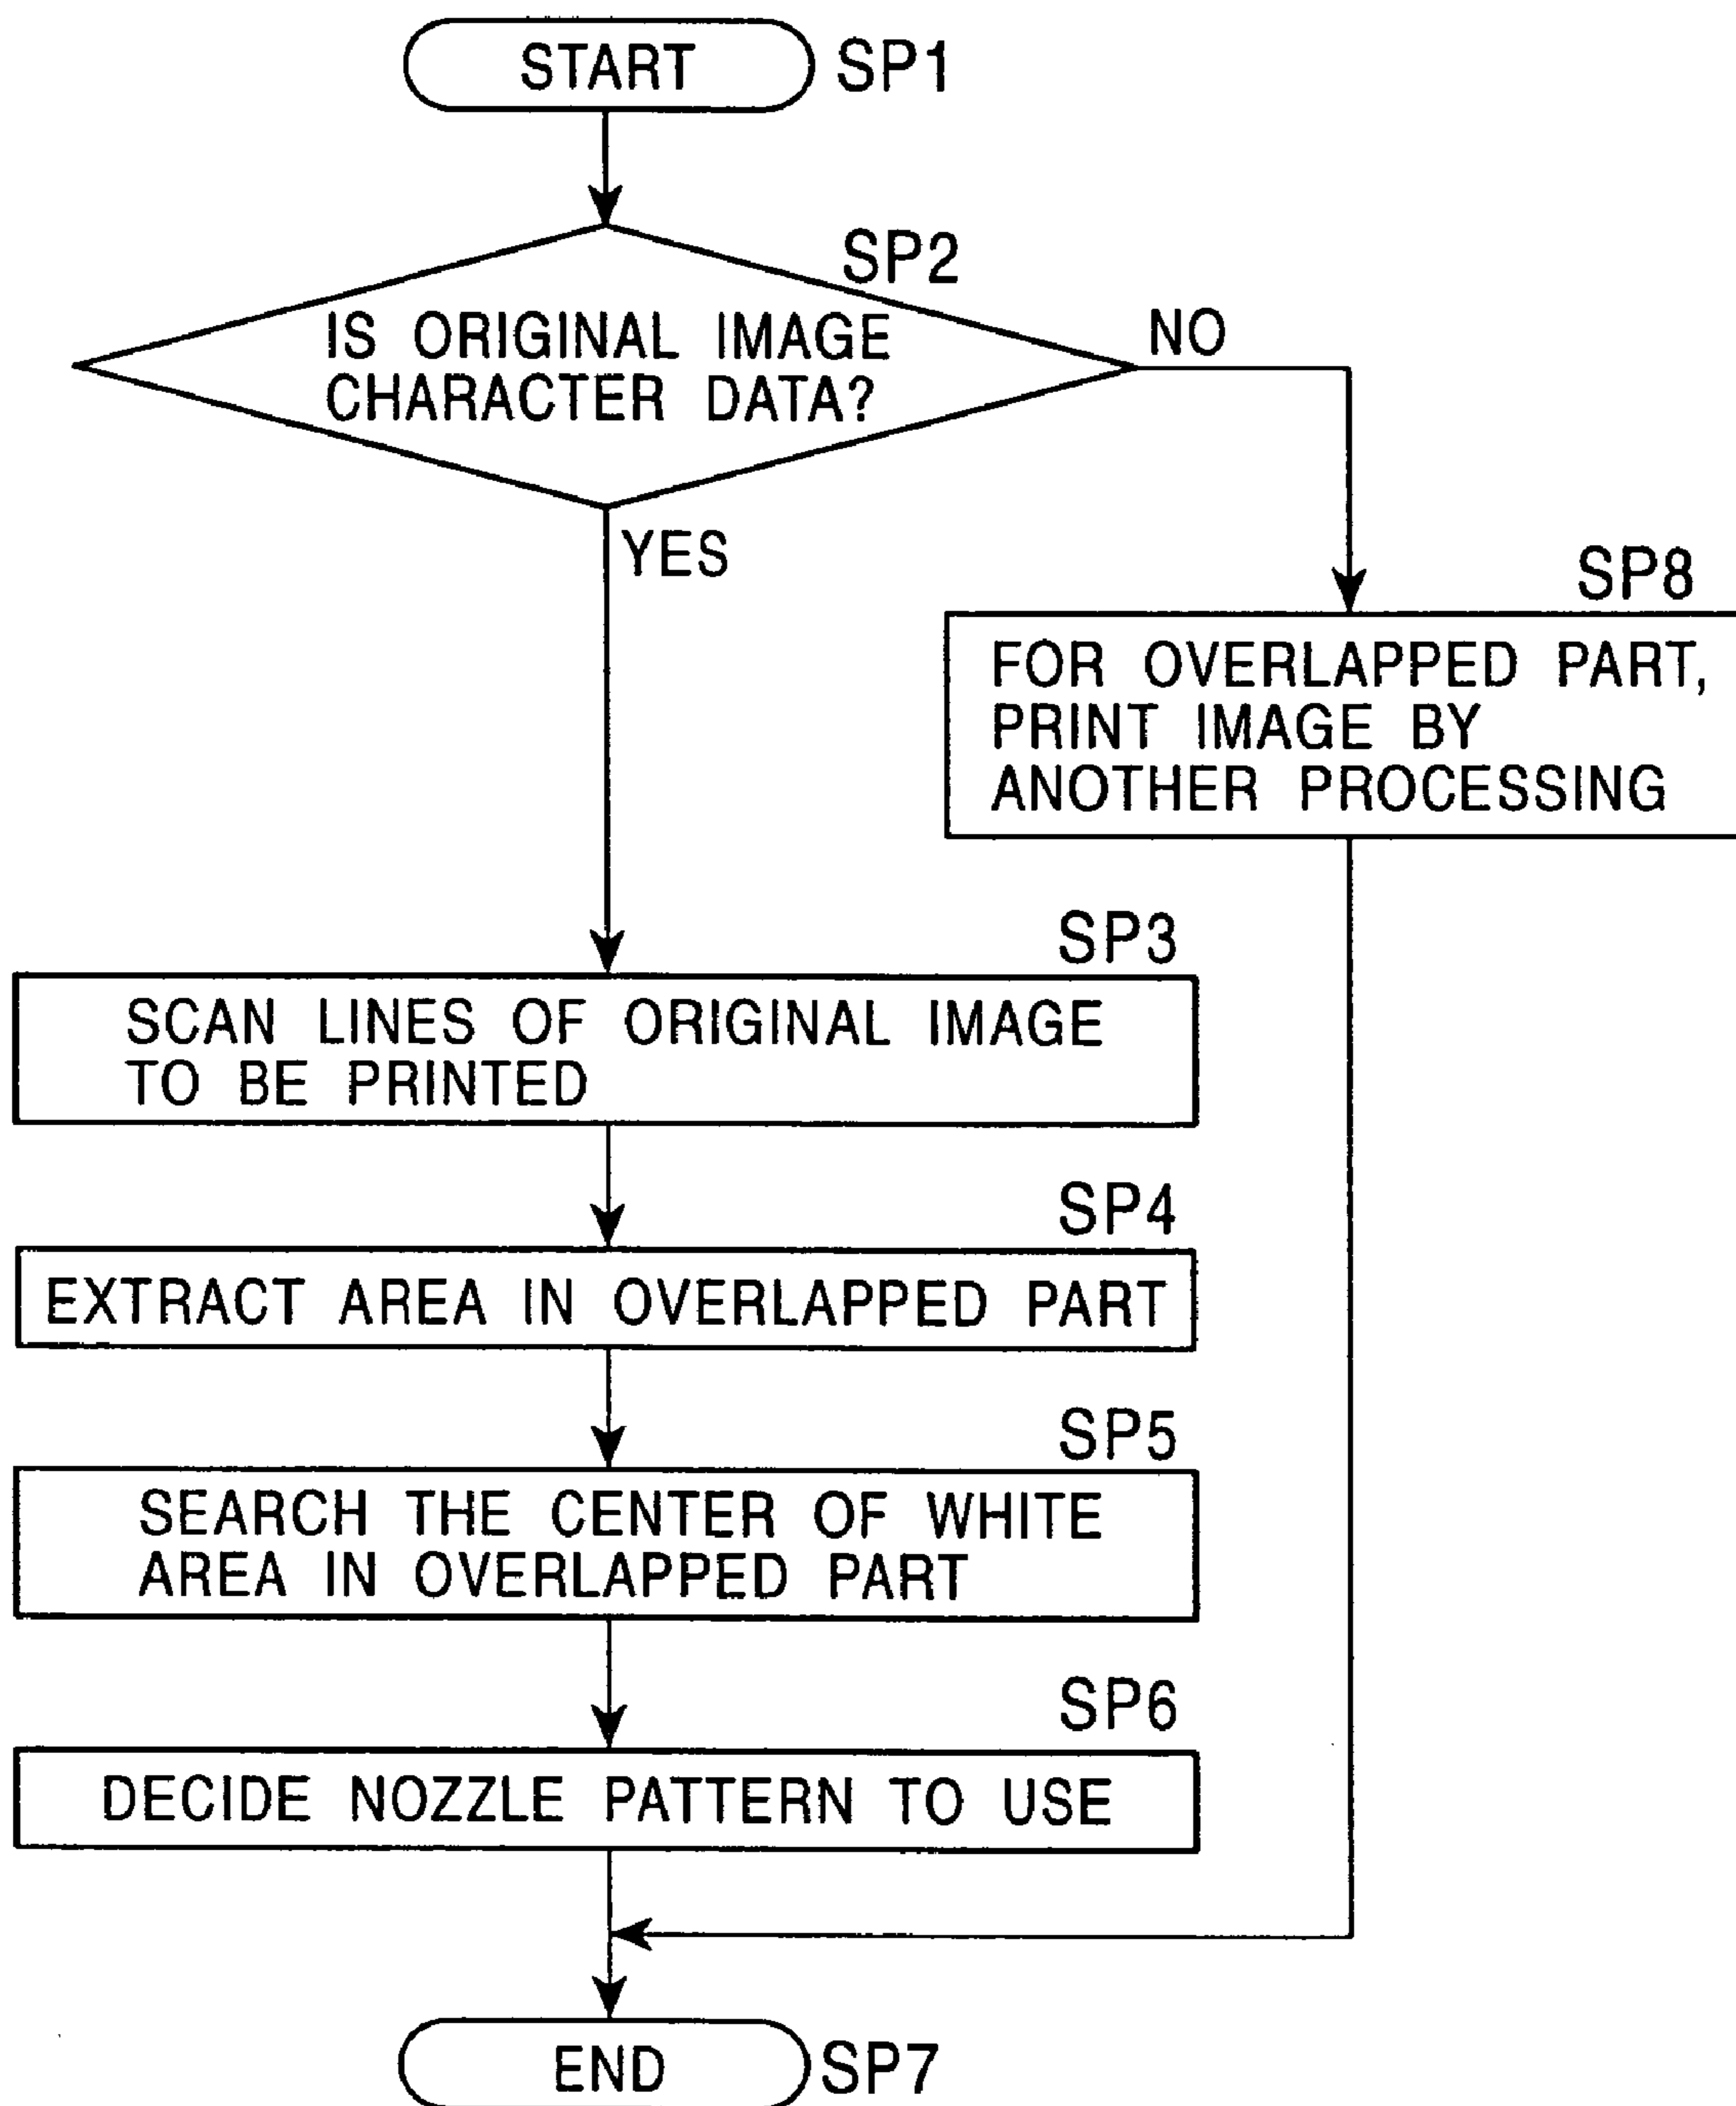 START
SP1
SP2
IS ORIGINAL IMAGE
CHARACTER DATA?
NO
YES
SP8
FOR OVERLAPPED PART,
PRINT IMAGE BY
ANOTHER PROCESSING
SP3
SCAN LINES OF ORIGINAL IMAGE
TO BE PRINTED
SP4
EXTRACT AREA IN OVERLAPPED PART
SP5
SEARCH THE CENTER OF WHITE
AREA IN OVERLAPPED PART
SP6
DECIDE NOZZLE PATTERN TO USE
END
SP7